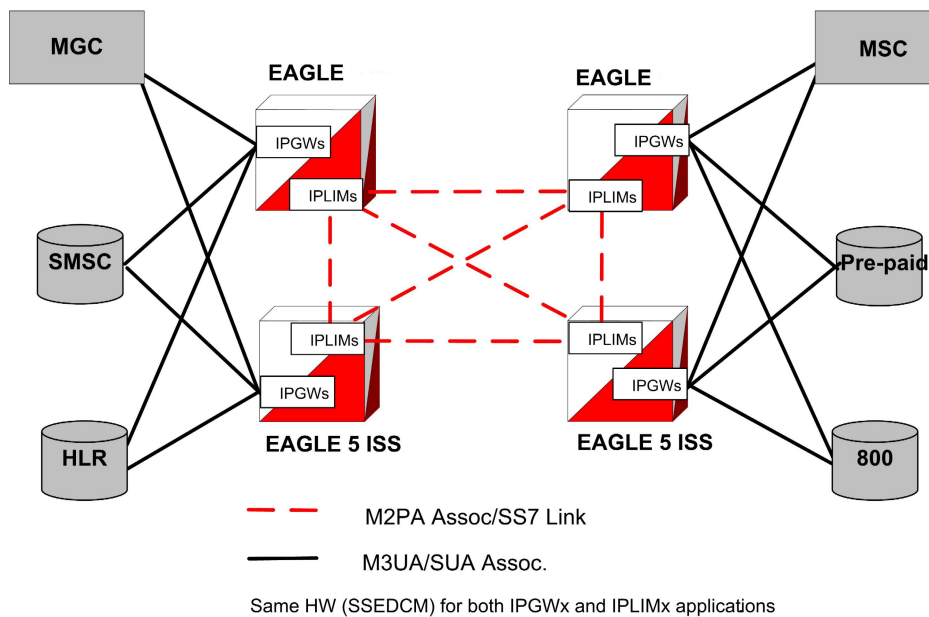 MGC
MSC
EAGLE
EAGLE
IPGWs
IPGWs
IPLIMs
IPLIMs
SMSC
Pre-paid
IPLIMs
IPLIMs
IPGWs
IPGWs
EAGLE 5 ISS
EAGLE 5 ISS
HLR
800
M2PA Assoc/SS7 Link
M3UA/SUA Assoc.
Same HW (SSEDCM) for both IPGWx and IPLIMx applications